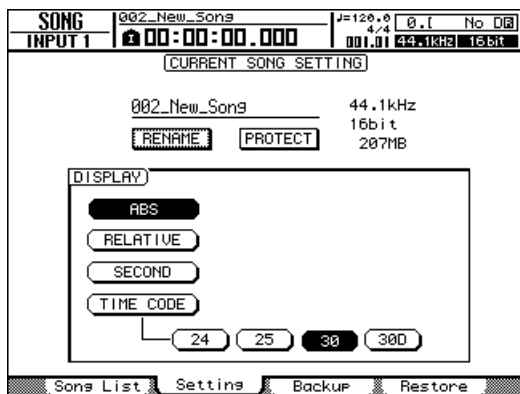 SONG
INPUT 1
002_New_Song
00:00:00.000
♩=120.0
4/4
001.01
0.[ No D
44.1kHz 16bit
CURRENT SONG SETTING
002_New_Song
44.1kHz
16bit
207MB
RENAME PROTECT
DISPLAY
ABS
RELATIVE
SECOND
TIME CODE
24 25 30 30D
Song List Setting Backup Restore